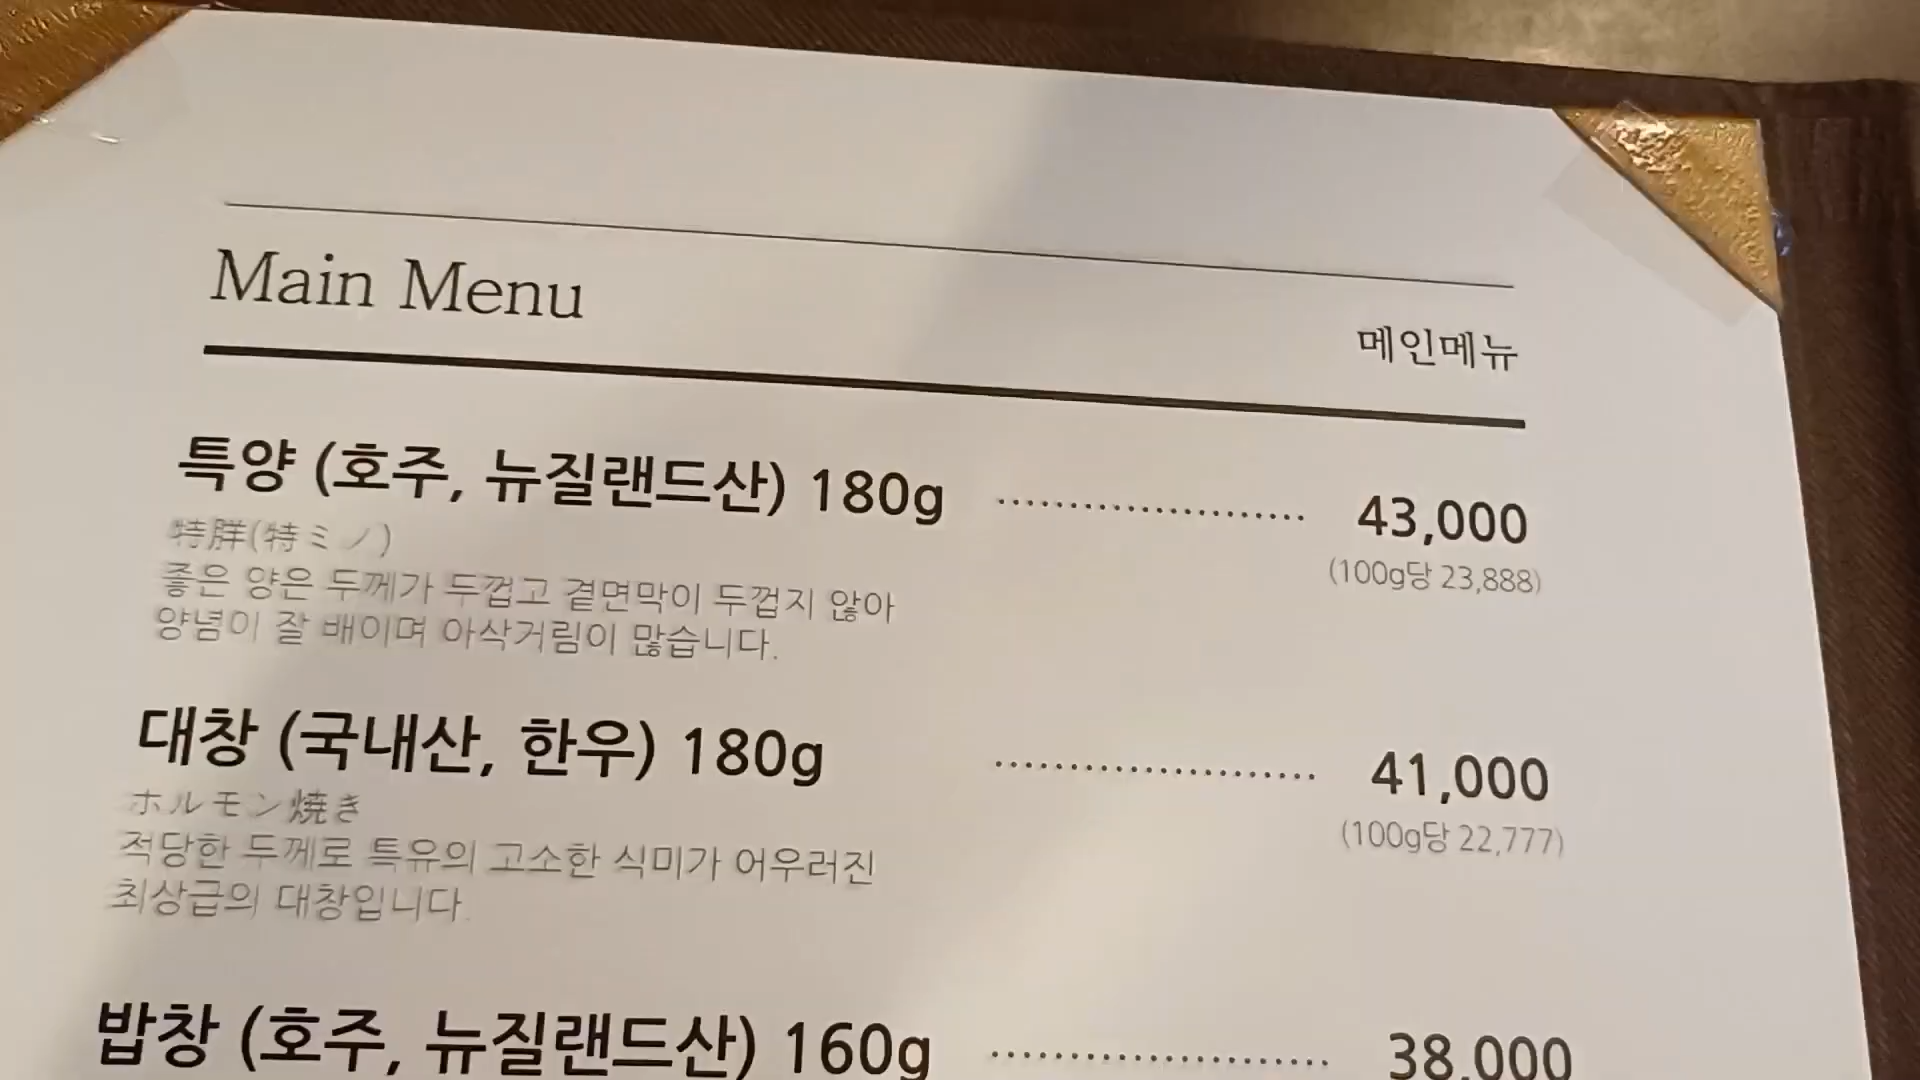 Main Menu
메인메뉴
특양 (호주, 뉴질랜드산) 180g ...................... 43,000
特胖(特ミノ)
(100g당 23,888)
좋은 양은 두께가 두껍고 곁면막이 두껍지 않아
양념이 잘 배이며 아삭거림이 많습니다.
대창 (국내산, 한우) 180g ...................... 41,000
ホルモン焼き
(100g당 22,777)
적당한 두께로 특유의 고소한 식미가 어우러진
최상급의 대창입니다.
밥창 (호주, 뉴질랜드산) 160g ...................... 38,000